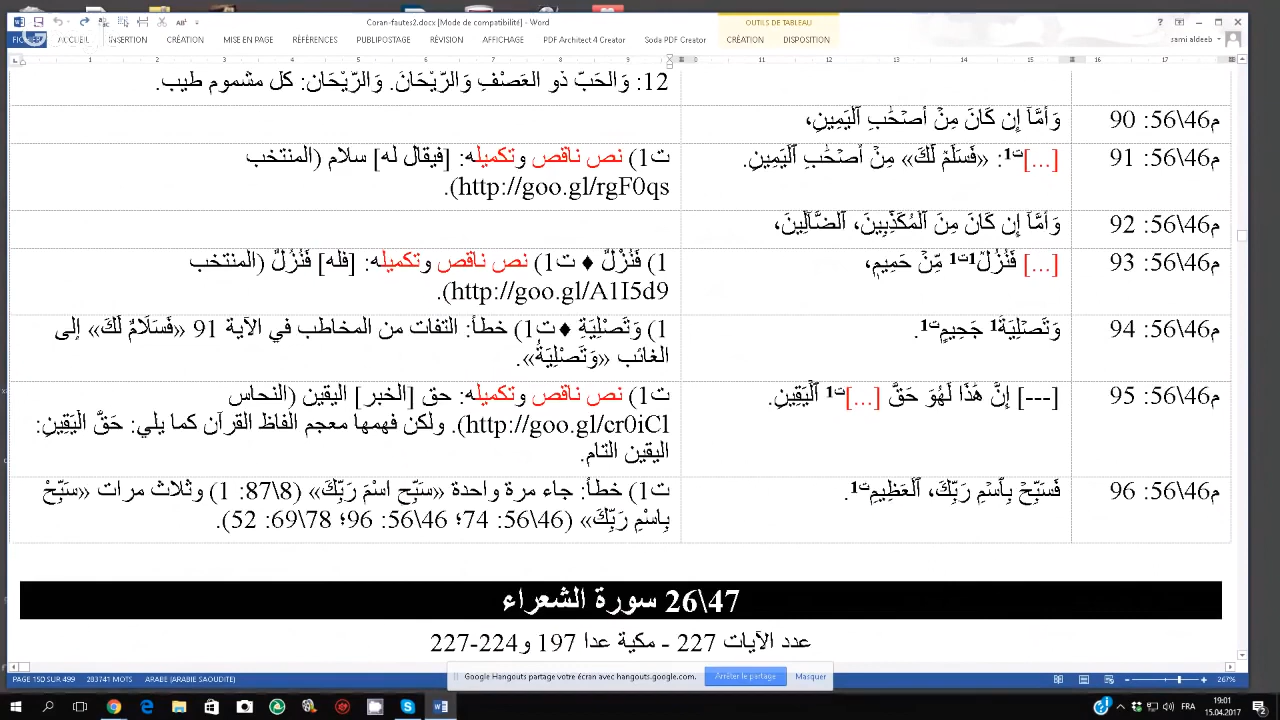 Coran-fautes2.docx [Mode de compatibilité] - Word
OUTILS DE TABLEAU
FICHIER ACCUEIL INSERTION CRÉATION MISE EN PAGE RÉFÉRENCES PUBLIPOSTAGE RÉVISION AFFICHAGE PDF Architect 4 Creator Soda PDF Creator CRÉATION DISPOSITION
sami aldeeb
12: وَالحَبّ ذو العَصْفِ وَالرَّيْحَانَ. وَالرَّيْحَان: كل مشموم طيب.
م46\56: 90
وَأَمَّآ إِن كَانَ مِنۡ أَصۡحَٰبِ ٱلۡيَمِينِ،
م46\56: 91
[...]ت1: «فَسَلَٰمٞ لَّكَ» مِنۡ أَصۡحَٰبِ ٱلۡيَمِينِ.
ت1) نص ناقص وتكميله: [فيقال له] سلام (المنتخب
http://goo.gl/rgF0qs).
م46\56: 92
وَأَمَّآ إِن كَانَ مِنَ ٱلۡمُكَذِّبِينَ، ٱلضَّآلِّينَ،
م46\56: 93
[...] فَنُزُلٞ1ت1 مِّنۡ حَمِيمٖ،
1) فَنُزْلٌ ♦ ت1) نص ناقص وتكميله: [فله] فَنُزُلٌ (المنتخب
http://goo.gl/A1I5d9).
م46\56: 94
وَتَصۡلِيَةُ1 جَحِيمٍت1.
1) وَتَصْلِيَةِ ♦ ت1) خطأ: التفات من المخاطب في الآية 91 «فَسَلَامٌ لَكَ» إلى
الغائب «وَتَصْلِيَةُ».
م46\56: 95
[---] إِنَّ هَٰذَا لَهُوَ حَقُّ [...]ت1 ٱلۡيَقِينِ.
ت1) نص ناقص وتكميله: حق [الخبر] اليقين (النحاس
http://goo.gl/cr0iCl). ولكن فهمها معجم الفاظ القرآن كما يلي: حَقَّ اليَقِينِ:
اليقين التام.
م46\56: 96
فَسَبِّحۡ بِٱسۡمِ رَبِّكَ، ٱلۡعَظِيمِت1.
ت1) خطأ: جاء مرة واحدة «سَبِّحِ اسْمَ رَبِّكَ» (8\87: 1) وثلاث مرات «سَبِّحْ
بِاسْمِ رَبِّكَ» (46\56: 74؛ 46\56: 96؛ 78\69: 52).
47\26 سورة الشعراء
عدد الآيات 227 - مكية عدا 197 و224-227
Google Hangouts partage votre écran avec hangouts.google.com. Arrêter le partage Masquer
PAGE 150 SUR 499 283741 MOTS ARABE (ARABIE SAOUDITE) 267%
FRA
19:01
15.04.2017